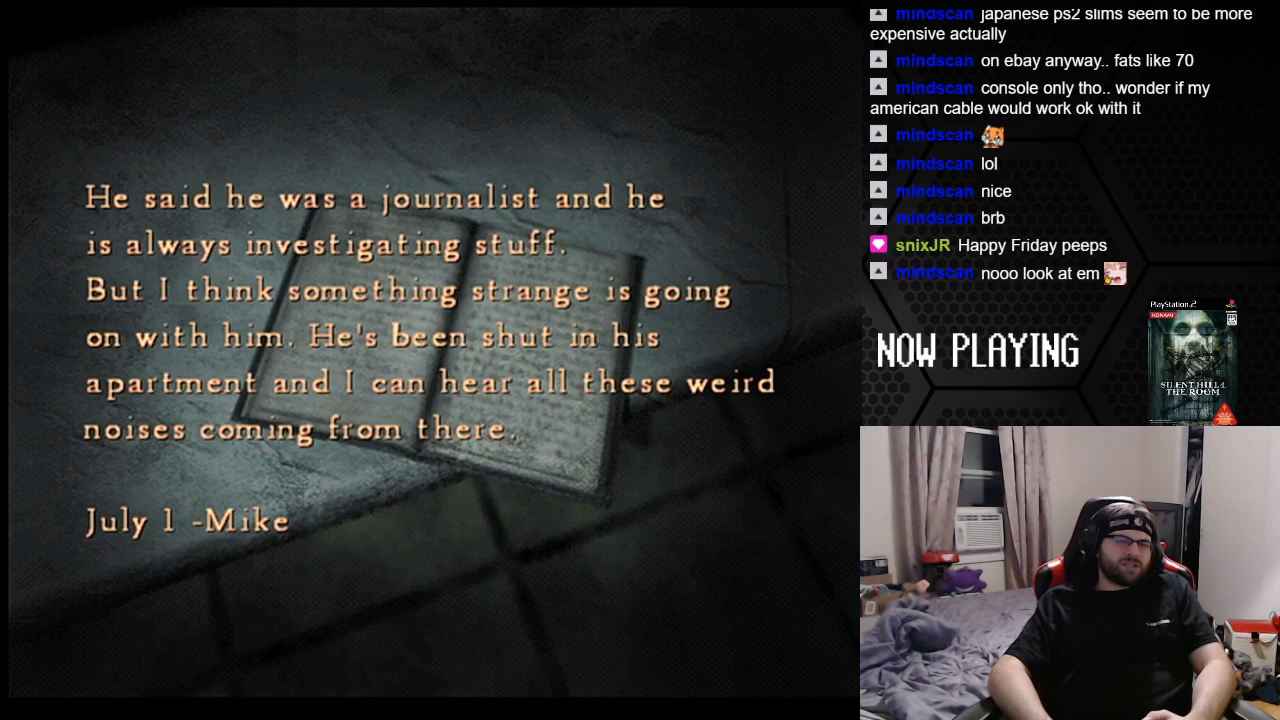 He said he was a journalist and he
is always investigating stuff.
But I think something strange is going
on with him. He's been shut in his
apartment and I can hear all these weird
noises coming from there.
July 1 -Mike
mindscan japanese ps2 slims seem to be more
expensive actually
mindscan on ebay anyway.. fats like 70
mindscan console only tho.. wonder if my
american cable would work ok with it
mindscan
mindscan lol
mindscan nice
mindscan brb
snixJR Happy Friday peeps
mindscan nooo look at em
NOW PLAYING
PlayStation 2
KONAMI
SILENT HILL 4
THE ROOM